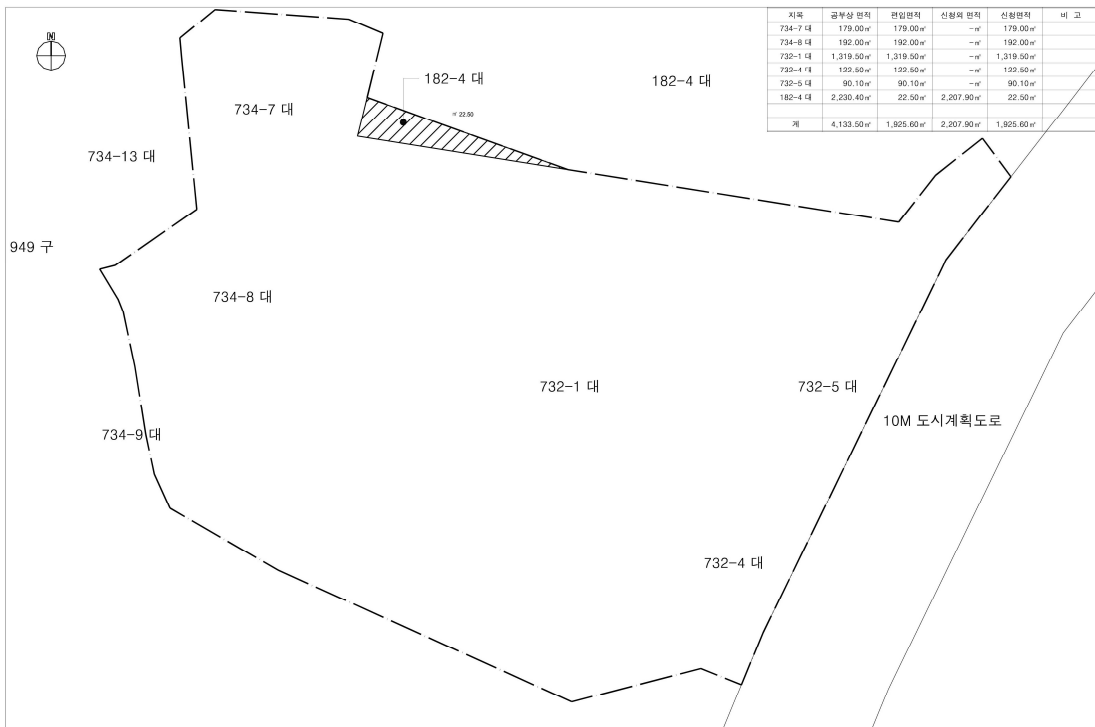 지목 공부상 면적 편입면적 신청외 면적 신청면적 비 고
734-7 대 179.00㎡ 179.00㎡ -㎡ 179.00㎡
734-8 대 192.00㎡ 192.00㎡ -㎡ 192.00㎡
732-1 대 1,319.50㎡ 1,319.50㎡ -㎡ 1,319.50㎡
732-4 대 122.50㎡ 122.50㎡ -㎡ 122.50㎡
732-5 대 90.10㎡ 90.10㎡ -㎡ 90.10㎡
182-4 대 2,230.40㎡ 22.50㎡ 2,207.90㎡ 22.50㎡
계 4,133.50㎡ 1,925.60㎡ 2,207.90㎡ 1,925.60㎡
N
182-4 대
182-4 대
734-7 대
㎡ 22.50
734-13 대
949 구
734-8 대
732-1 대
732-5 대
10M 도시계획도로
734-9 대
732-4 대